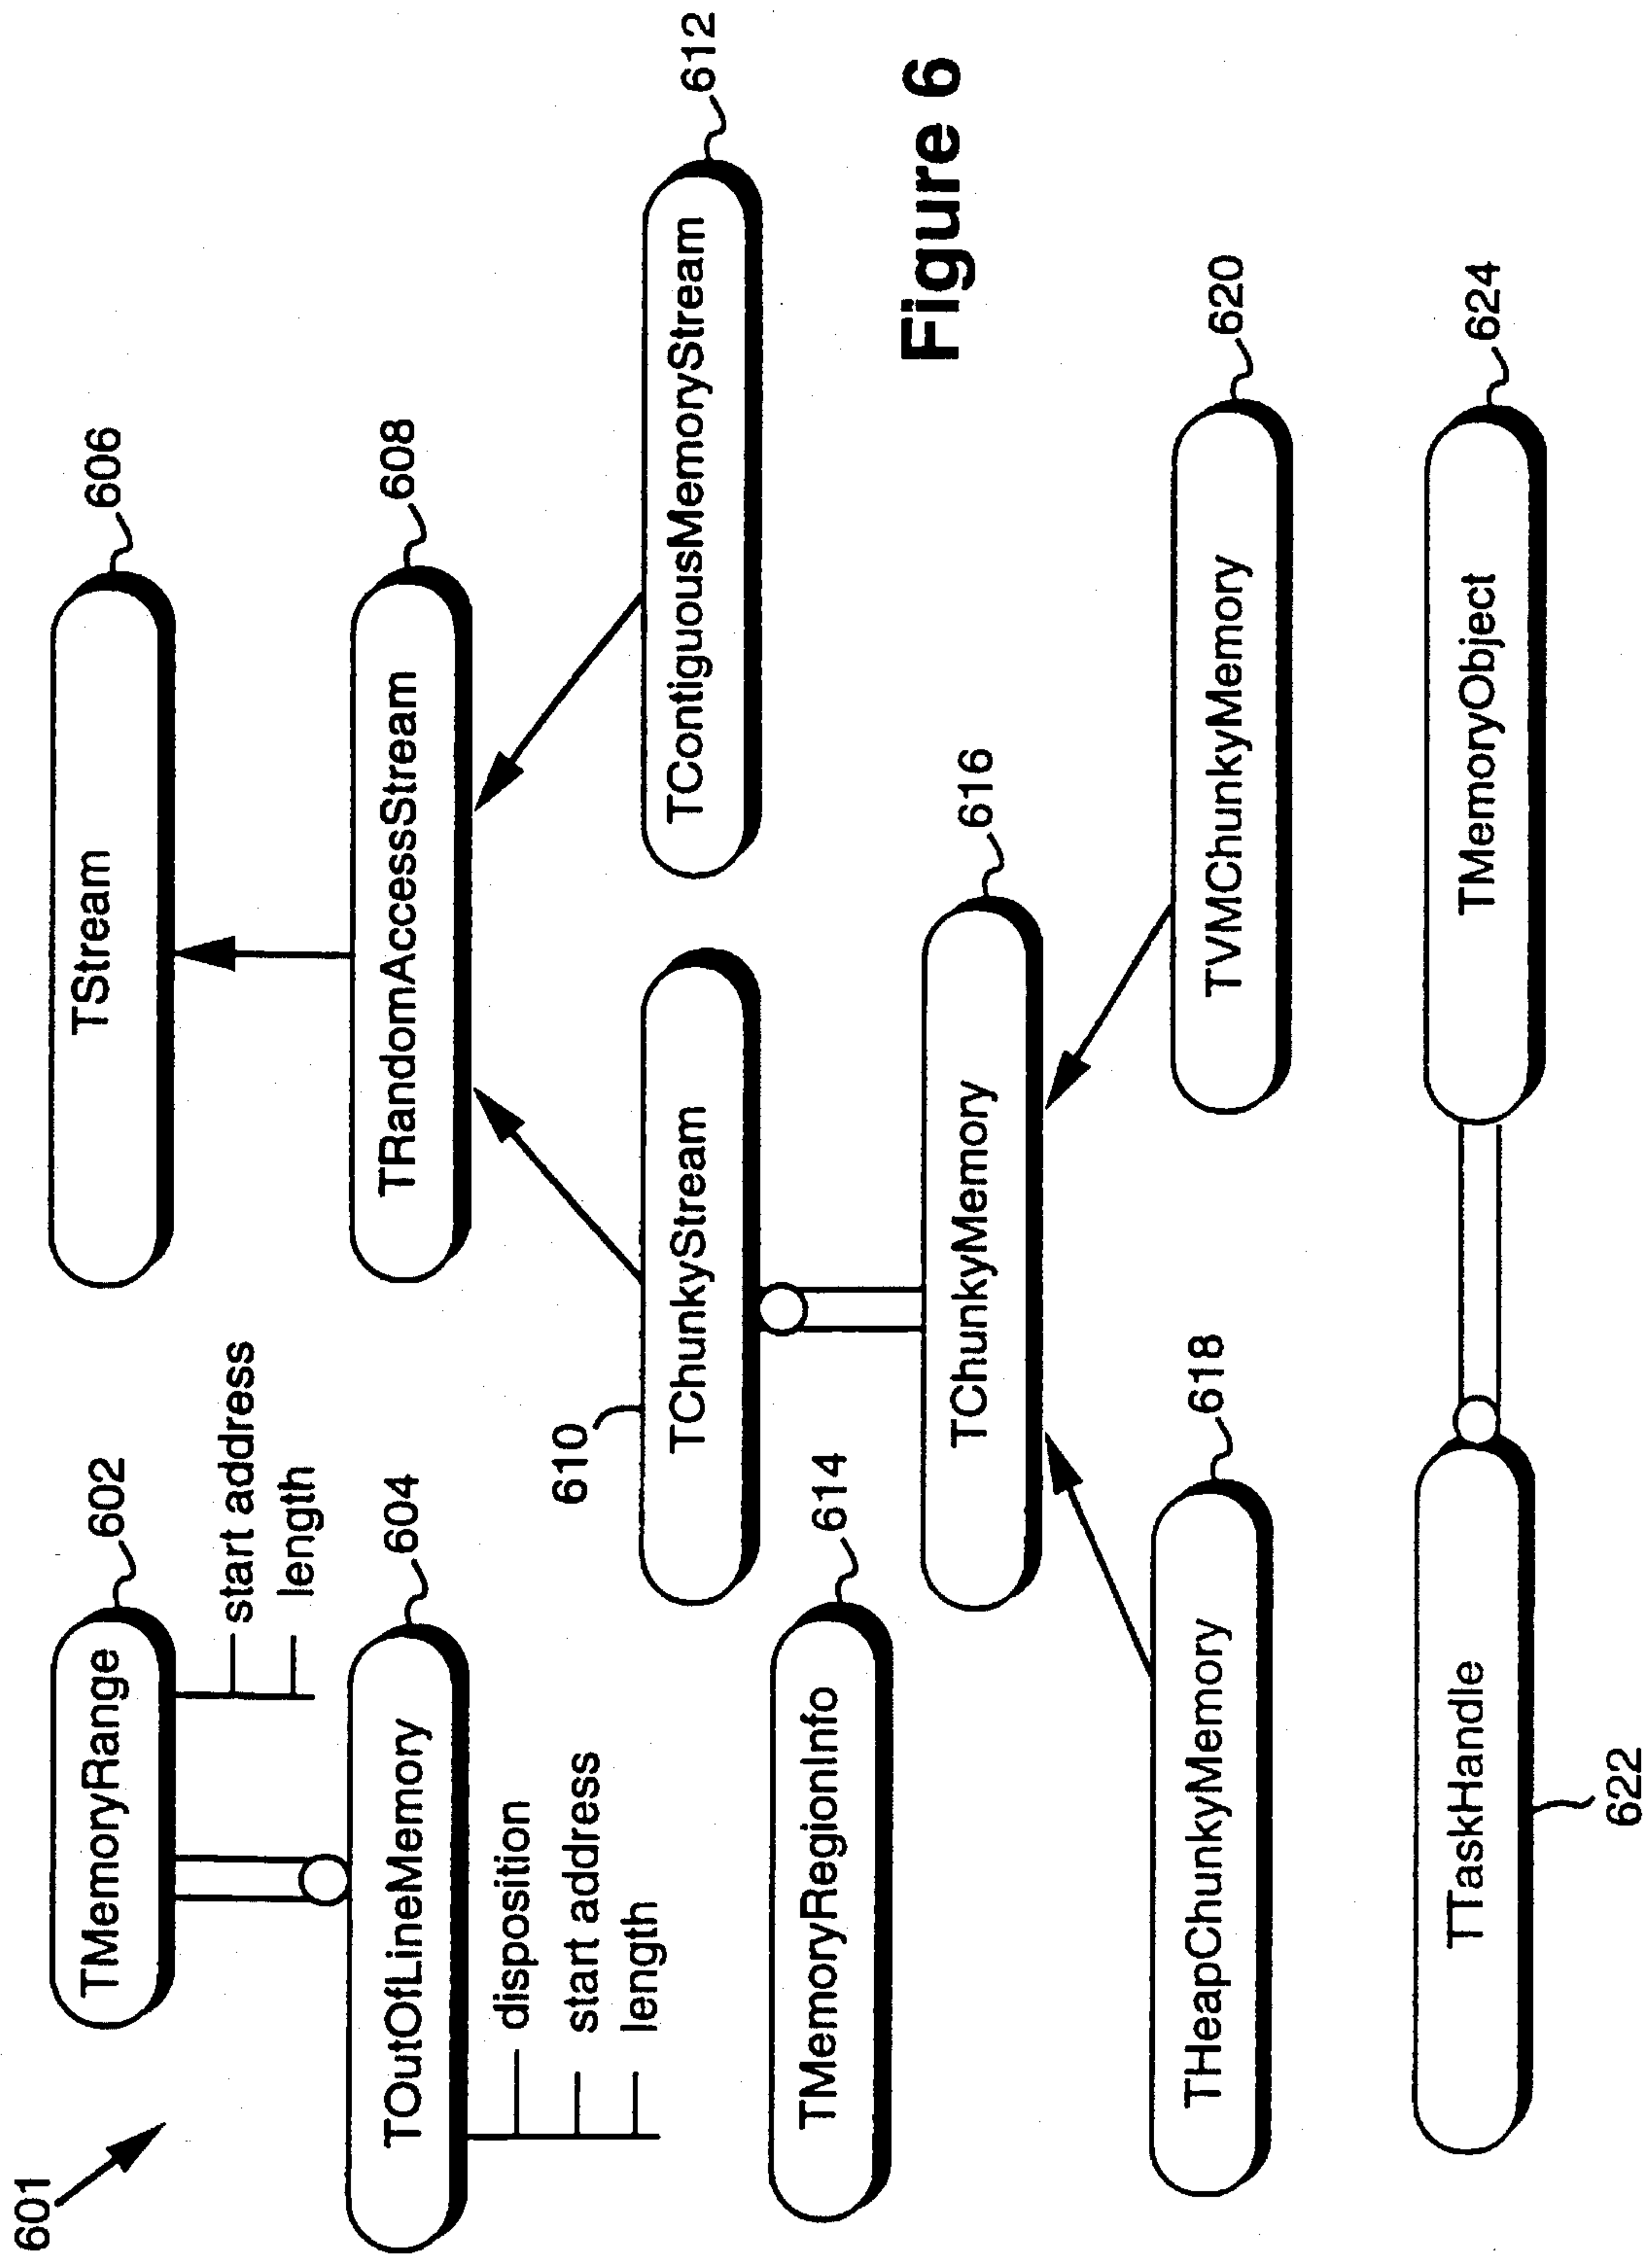 601
TMemoryRange
602
start address
length
TStream
606
TOutOfLineMemory
604
disposition
start address
length
TRandomAccessStream
608
610
TChunkyStream
TContiguousMemoryStream
612
TMemoryRegionInfo
614
TChunkyMemory
616
Figure 6
THeapChunkyMemory
618
TVMChunkyMemory
620
TTaskHandle
622
TMemoryObject
624